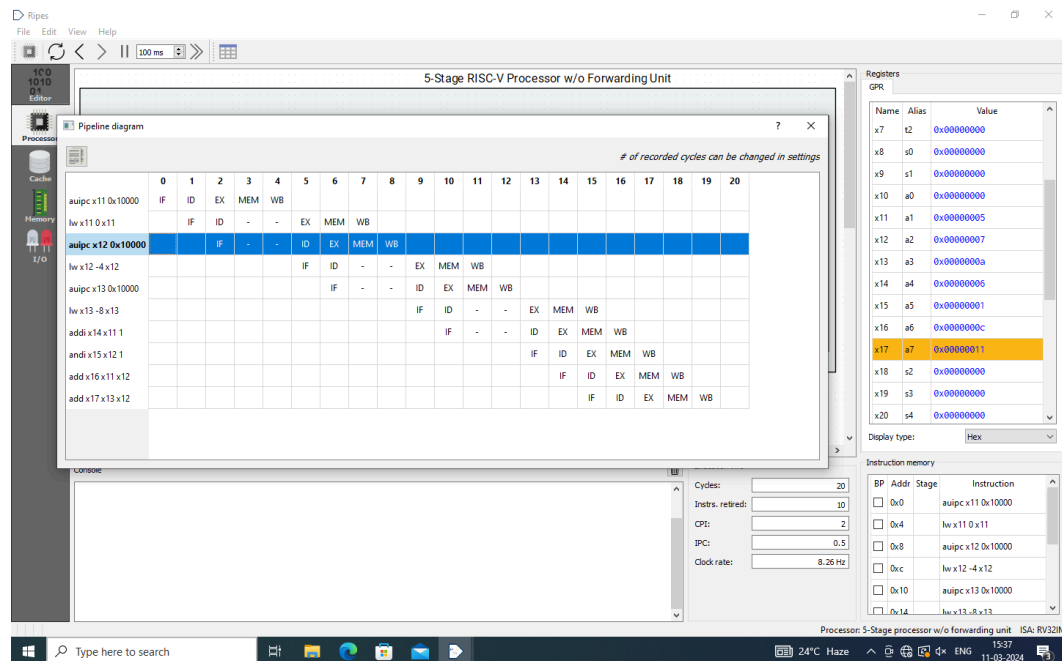 Ripes
File Edit View Help
100 ms
5-Stage RISC-V Processor w/o Forwarding Unit
Editor
Processo
Cache
Memory
I/O
Pipeline diagram ? ×
# of recorded cycles can be changed in settings
0 1 2 3 4 5 6 7 8 9 10 11 12 13 14 15 16 17 18 19 20
auipc x11 0x10000 IF ID EX MEM WB
lw x11 0 x11 IF ID - - EX MEM WB
auipc x12 0x10000 IF - - ID EX MEM WB
lw x12 -4 x12 IF ID - - EX MEM WB
auipc x13 0x10000 IF - - ID EX MEM WB
lw x13 -8 x13 IF ID - - EX MEM WB
addi x14 x11 1 IF - - ID EX MEM WB
andi x15 x12 1 IF ID EX MEM WB
add x16 x11 x12 IF ID EX MEM WB
add x17 x13 x12 IF ID EX MEM WB
Console
Cycles: 20
Instrs. retired: 10
CPI: 2
IPC: 0.5
Clock rate: 8.26 Hz
Registers
GPR
Name Alias Value
x7 t2 0x00000000
x8 s0 0x00000000
x9 s1 0x00000000
x10 a0 0x00000000
x11 a1 0x00000005
x12 a2 0x00000007
x13 a3 0x0000000a
x14 a4 0x00000006
x15 a5 0x00000001
x16 a6 0x0000000c
x17 a7 0x00000011
x18 s2 0x00000000
x19 s3 0x00000000
x20 s4 0x00000000
Display type: Hex
Instruction memory
BP Addr Stage Instruction
0x0 auipc x11 0x10000
0x4 lw x11 0 x11
0x8 auipc x12 0x10000
0xc lw x12 -4 x12
0x10 auipc x13 0x10000
0x14 lw x13 -8 x13
Processor: 5-Stage processor w/o forwarding unit ISA: RV32IM
Type here to search
24°C Haze
ENG
15:37
11-03-2024
3